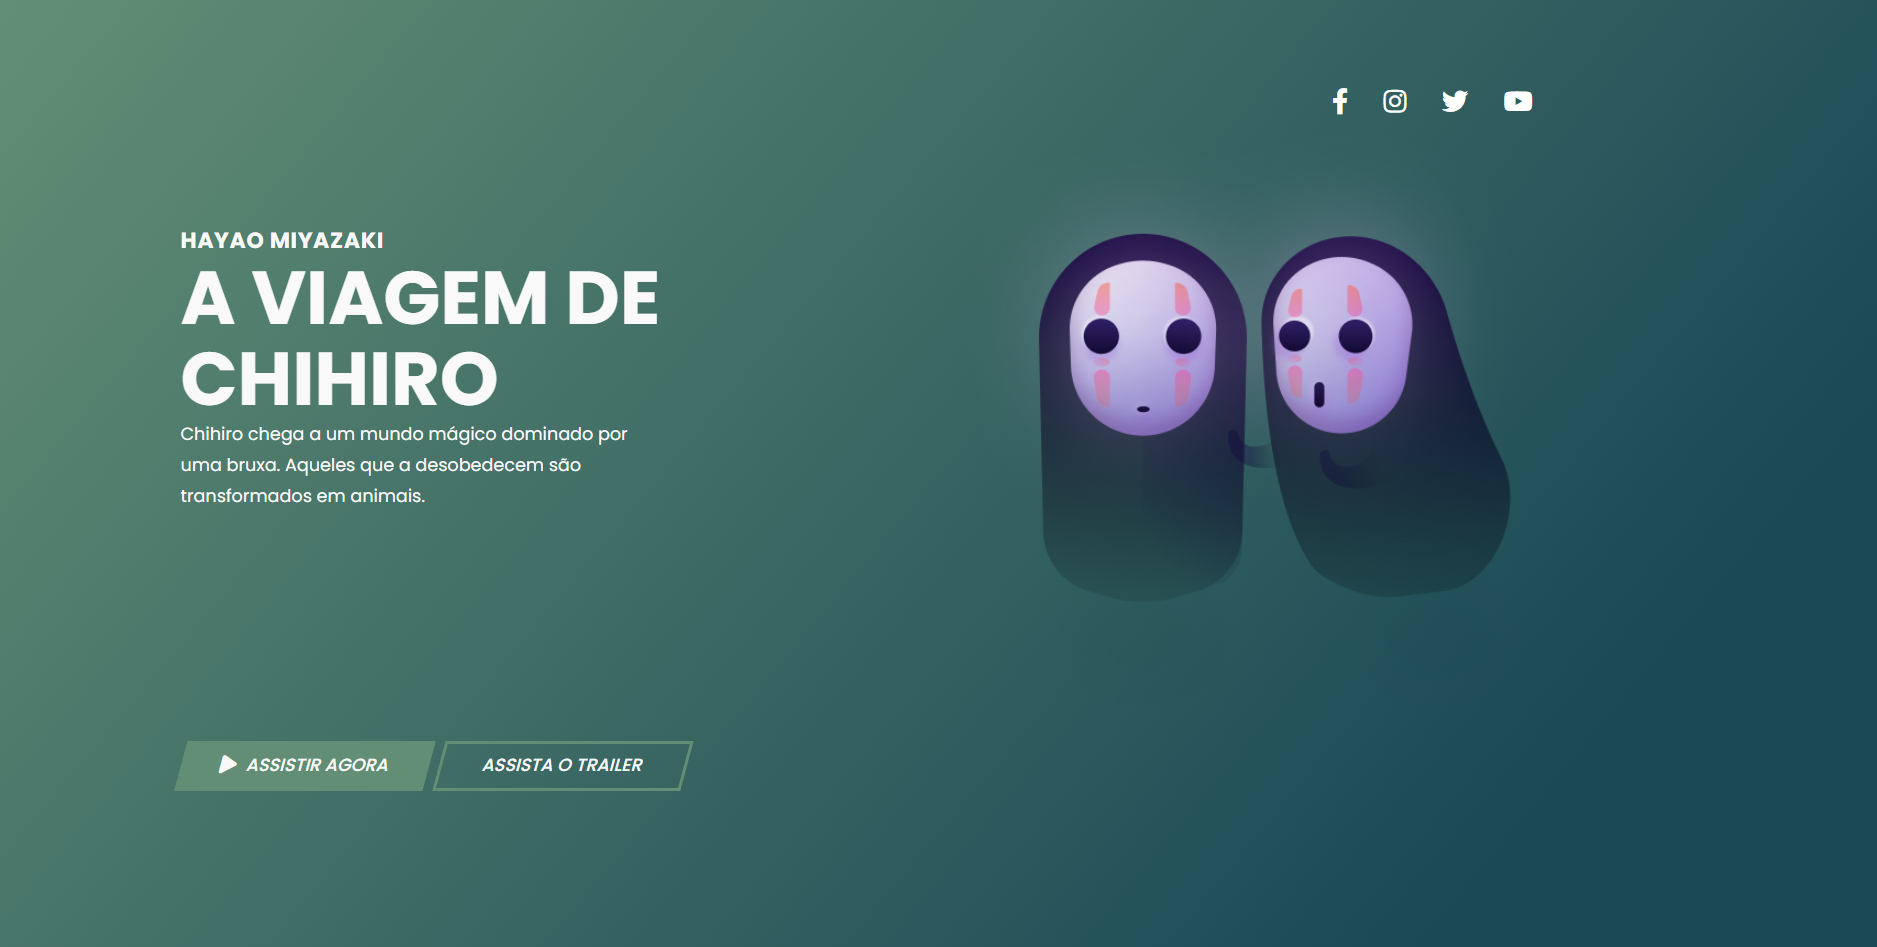 HAYAO MIYAZAKI
A VIAGEM DE
CHIHIRO
Chihiro chega a um mundo mágico dominado por
uma bruxa. Aqueles que a desobedecem são
transformados em animais.
ASSISTIR AGORA
ASSISTA O TRAILER